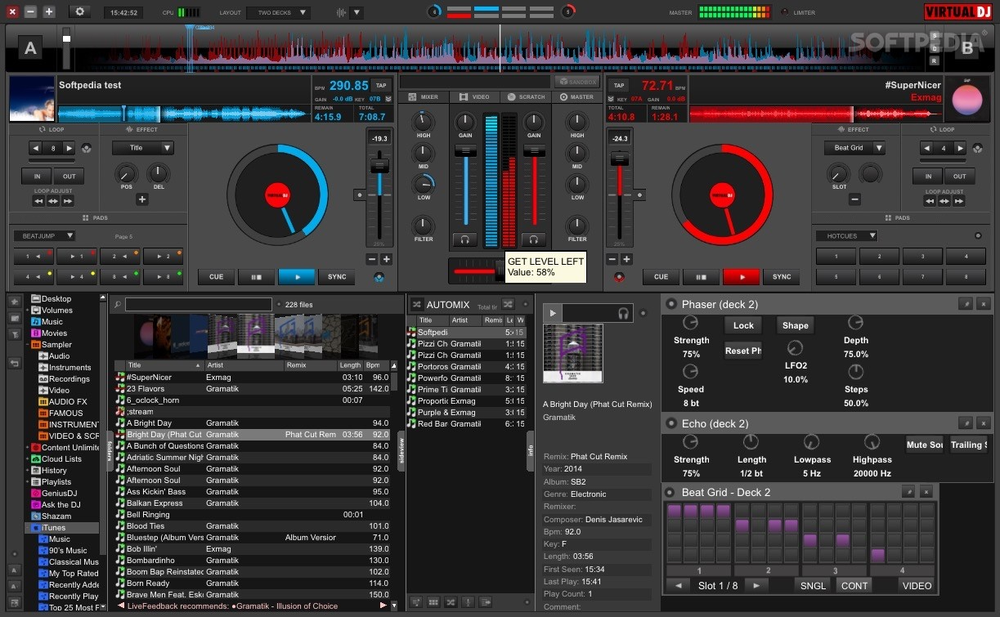 15:42:52 CPU LAYOUT TWO DECKS 6 5 MASTER LIMITER VIRTUAL DJ
A S D R B SOFTPEDIA
Softpedia test
BPM 290.85 TAP
GAIN -0.0 dB KEY 07B
REMAIN 4:15.9 TOTAL 7:08.7
SANDBOX
MIXER VIDEO SCRATCH MASTER
TAP BPM 72.71
KEY 07A GAIN 0.0 dB
TOTAL 4:10.8 REMAIN 1:28.1
#SuperNicer
Exmag
LOOP EFFECT
8 Title
IN OUT POS DEL
LOOP ADJUST
PADS
BEATJUMP Page 5
1 1 2 2
4 4 8 8
-19.3
25%
VIRTUAL DJ
CUE SYNC
HIGH MID LOW FILTER
GAIN GAIN
HIGH MID LOW FILTER
GET LEVEL LEFT
Value: 58%
-24.3
25%
VIRTUAL DJ
CUE SYNC
EFFECT LOOP
Beat Grid 4
SLOT IN OUT
LOOP ADJUST
PADS
HOTCUES
1 2 3 4
5 6 7 8
Desktop
Volumes
Music
Movies
Sampler
Audio
Instruments
Recordings
Video
AUDIO FX
FAMOUS
INSTRUMENT
VIDEO & SCR
Content Unlimite
Cloud Lists
History
Playlists
GeniusDJ
Ask the DJ
Shazam
iTunes
Music
90's Music
Classical Mus
My Top Rated
Recently Adde
Recently Play
Top 25 Most F
folders
228 files
Title Artist Remix Length Bpm
#SuperNicer Exmag 03:10 96.0
23 Flavors Gramatik 05:25 142.0
6_oclock_horn 00:07
;stream
A Bright Day Gramatik 94.0
Bright Day (Phat Cut Gramatik Phat Cut Rem 03:56 92.0
A Bunch of Questions Gramatik 84.0
Adriatic Summer Nigh Gramatik 84.0
Afternoon Soul Gramatik 92.0
Afternoon Soul Gramatik 92.0
Ass Kickin' Bass Gramatik 95.0
Balkan Express Gramatik 104.0
Bell Ringing 00:01
Blood Ties Gramatik 101.0
Bluestep (Album Vers Gramatik Album Versior 71.0
Bob Illin' Exmag 139.0
Bombardinho Gramatik 130.0
Boom Bap Reinstated Gramatik 102.0
Born Ready Gramatik 114.0
Brave Men Feat. Esko Gramatik 150.0
LiveFeedback recommends: ●Gramatik - Illusion of Choice
sideview
AUTOMIX Total tir
Title Artist Remi Le W
Softpedi 5: 15
Pizzi Ch Gramatil 1: 15
Pizzi Ch Gramatil 1: 15
Portoros Gramatil 4: 15
Powerfo Gramatil 8: 15
Prime Ti Gramatil 3: 15
Proportic Exmag 3: 15
Purple & Exmag 3: 15
Red Bar Gramatil 6: 15
info
A Bright Day (Phat Cut Remix)
Gramatik
Remix: Phat Cut Remix
Year: 2014
Album: SB2
Genre: Electronic
Remixer:
Composer: Denis Jasarevic
Bpm: 92.0
Key: F
Length: 03:56
First Seen: 15:34
Last Play: 15:41
Play Count: 1
Comment:
Phaser (deck 2)
Strength 75% Lock Shape Depth 75.0%
Reset Ph LFO2 10.0%
Speed 8 bt Steps 50.0%
Echo (deck 2)
Strength Length Lowpass Highpass Mute Sou Trailing S
75% 1/2 bt 5 Hz 20000 Hz
Beat Grid - Deck 2
1 2 3 4
Slot 1 / 8 SNGL CONT VIDEO